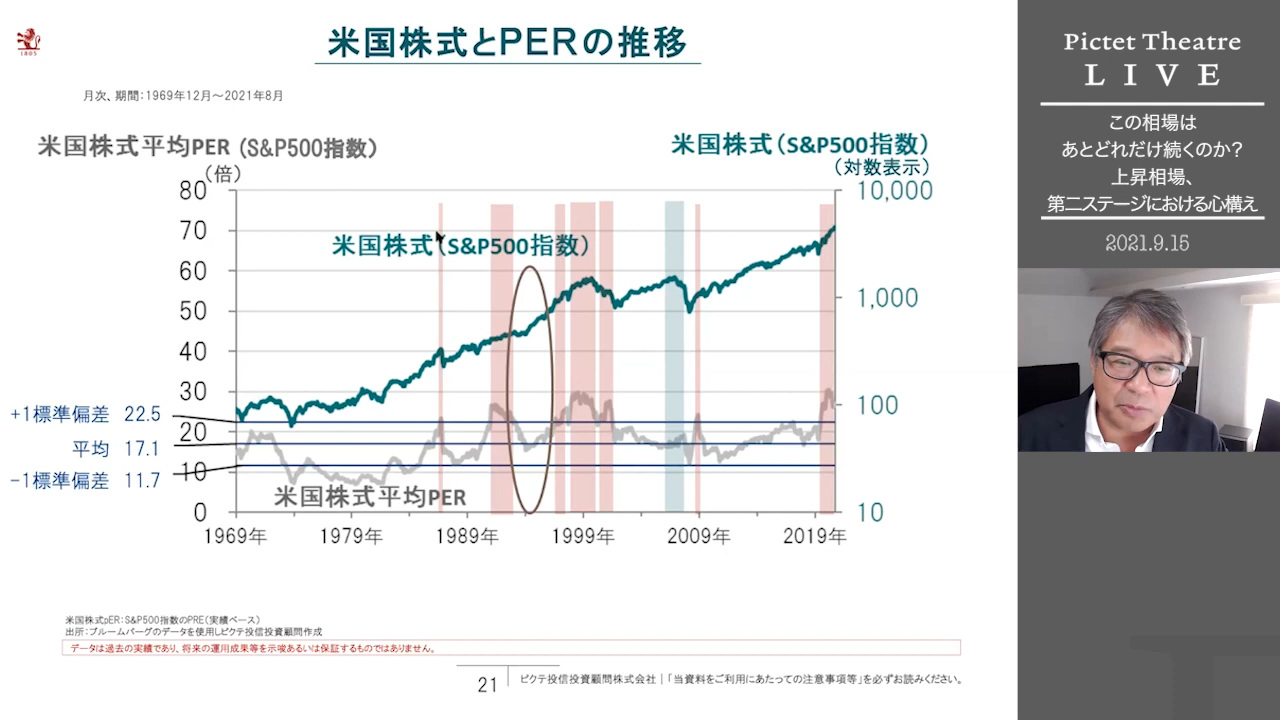 1805
米国株式とPERの推移
月次、期間：1969年12月～2021年8月
米国株式平均PER (S&P500指数)
(倍)
米国株式(S&P500指数)
(対数表示)
80
70
60
50
40
30
20
10
0
10,000
1,000
100
10
米国株式(S&P500指数)
+1標準偏差 22.5
平均 17.1
-1標準偏差 11.7
米国株式平均PER
1969年 1979年 1989年 1999年 2009年 2019年
米国株式pER：S&P500指数のPRE(実績ベース)
出所：ブルームバーグのデータを使用しピクテ投信投資顧問作成
データは過去の実績であり、将来の運用成果等を示唆あるいは保証するものではありません。
21
ピクテ投信投資顧問株式会社｜「当資料をご利用にあたっての注意事項等」を必ずお読みください。
Pictet Theatre
LIVE
この相場は
あとどれだけ続くのか?
上昇相場、
第二ステージにおける心構え
2021.9.15